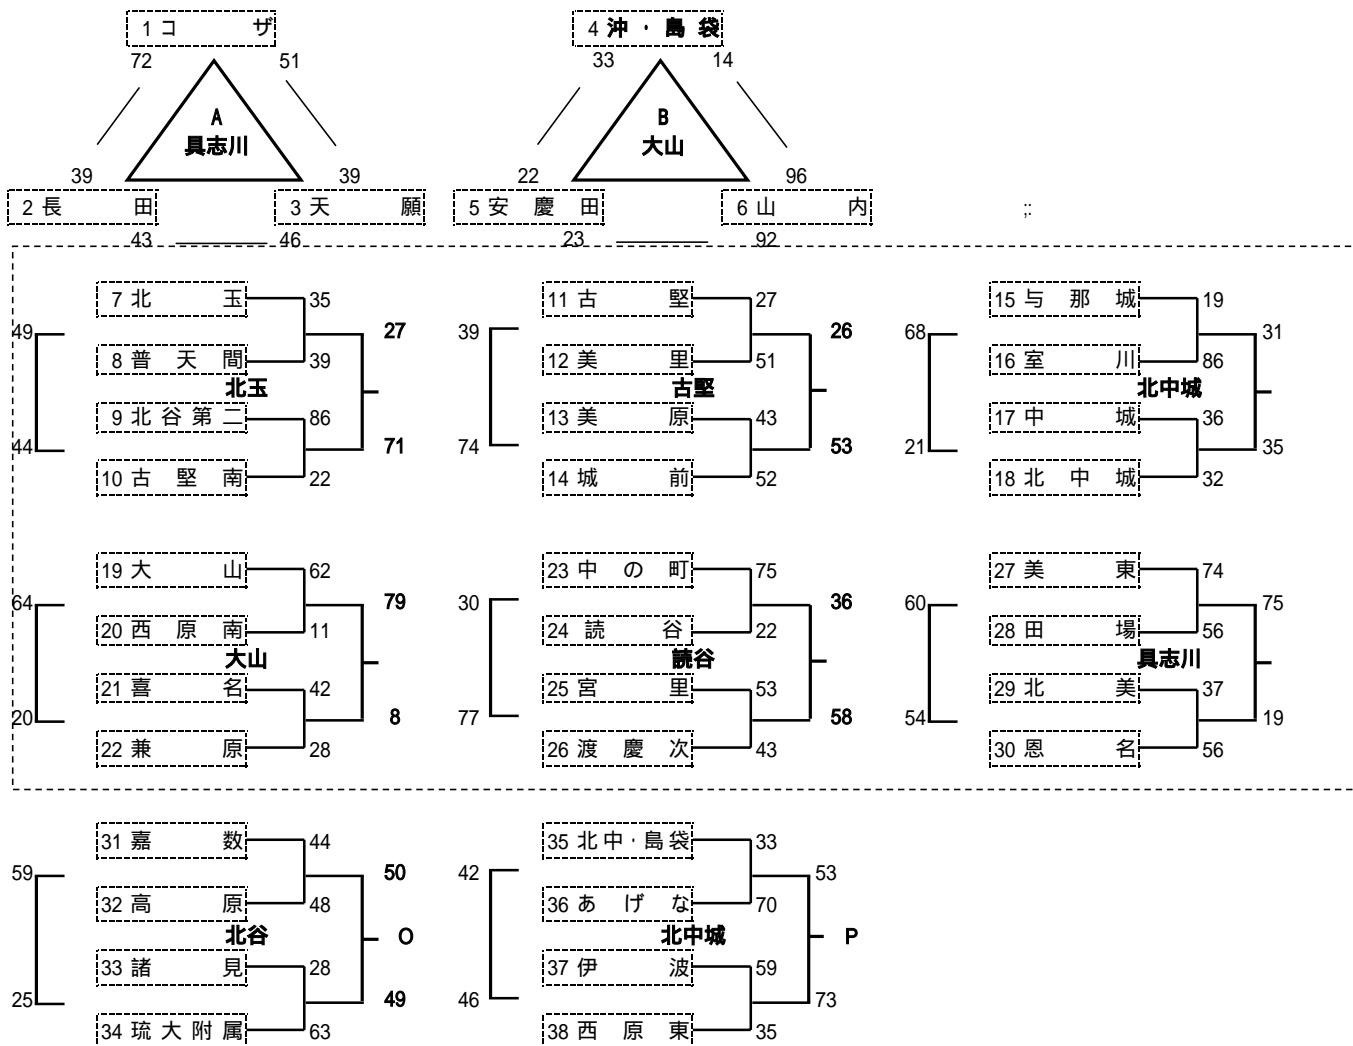 1 コ ザ 4 沖・島 袋
72 51 33 14
A B
具志川 大山
39 39 22 96
2 長 田 3 天 願 5 安 慶 田 6 山 内 ;:
43 46 23 92
7 北 玉 35 11 古 堅 27 15 与 那 城 19
49 27 39 26 68 31
8 普 天 間 39 12 美 里 51 16 室 川 86
北玉 古堅 北中城
9 北 谷 第 二 86 13 美 原 43 17 中 城 36
44 71 74 53 21 35
10 古 堅 南 22 14 城 前 52 18 北 中 城 32
19 大 山 62 23 中 の 町 75 27 美 東 74
64 79 30 36 60 75
20 西 原 南 11 24 読 谷 22 28 田 場 56
大山 読谷 具志川
21 喜 名 42 25 宮 里 53 29 北 美 37
20 8 77 58 54 19
22 兼 原 28 26 渡 慶 次 43 30 恩 名 56
31 嘉 数 44 35 北 中・島 袋 33
59 50 42 53
32 高 原 48 36 あ げ な 70
北谷 O 北中城 P
33 諸 見 28 37 伊 波 59
25 49 46 73
34 琉 大 附 属 63 38 西 原 東 35